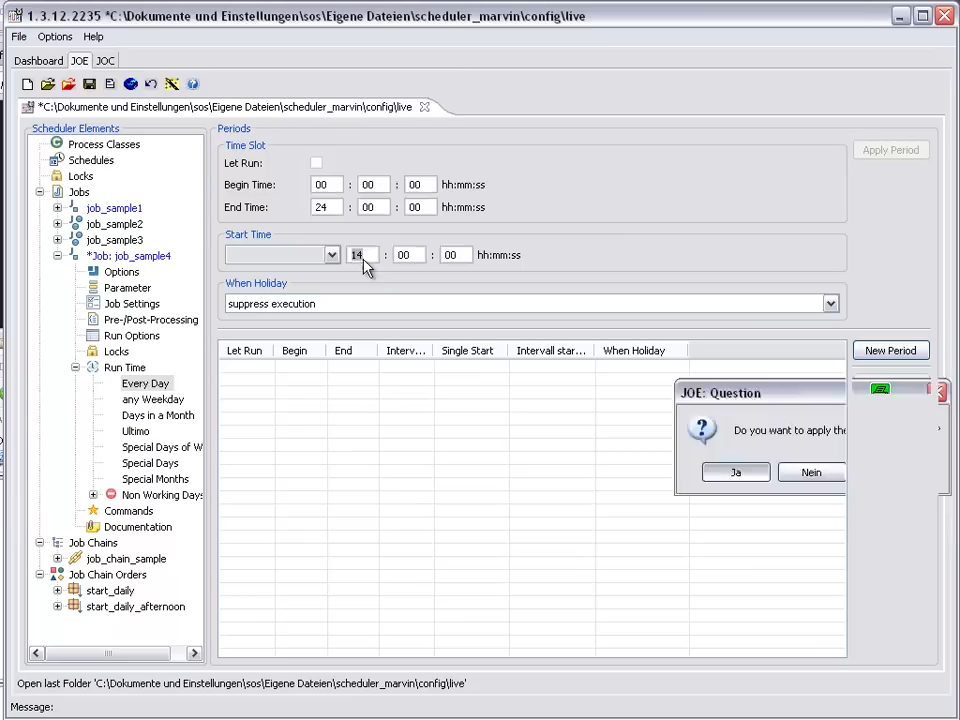 1.3.12.2235 *C:\Dokumente und Einstellungen\sos\Eigene Dateien\scheduler_marvin\config\live
File Options Help
Dashboard JOE JOC
*C:\Dokumente und Einstellungen\sos\Eigene Dateien\scheduler_marvin\config\live
Scheduler Elements
Process Classes
Schedules
Locks
Jobs
job_sample1
job_sample2
job_sample3
*Job: job_sample4
Options
Parameter
Job Settings
Pre-/Post-Processing
Run Options
Locks
Run Time
Every Day
any Weekday
Days in a Month
Ultimo
Special Days of W
Special Days
Special Months
Non Working Days
Commands
Documentation
Job Chains
job_chain_sample
Job Chain Orders
start_daily
start_daily_afternoon
Periods
Time Slot
Let Run:
Begin Time: 00 : 00 : 00 hh:mm:ss
End Time: 24 : 00 : 00 hh:mm:ss
Apply Period
Start Time
14 : 00 : 00 hh:mm:ss
When Holiday
suppress execution
Let Run Begin End Interv... Single Start Intervall star... When Holiday
New Period
JOE: Question
Do you want to apply the
Ja Nein
Open last Folder 'C:\Dokumente und Einstellungen\sos\Eigene Dateien\scheduler_marvin\config\live'
Message: